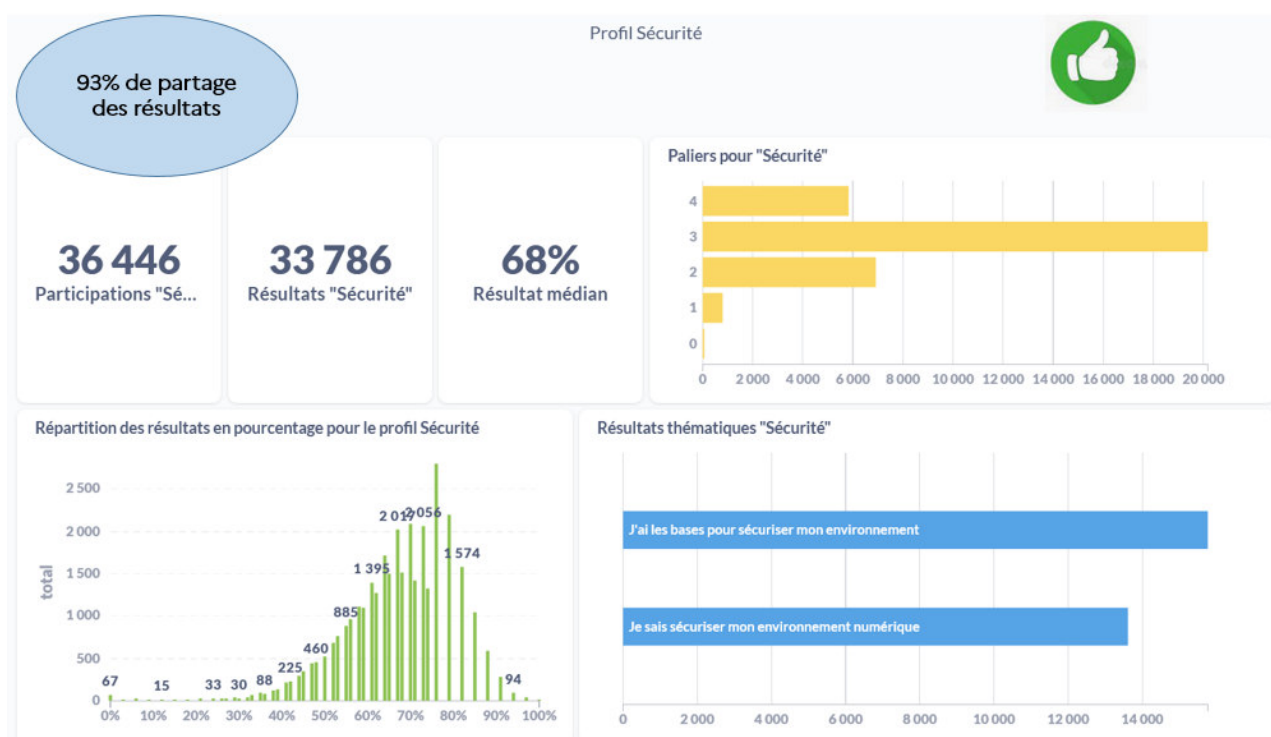 Profil Sécurité
93% de partage
des résultats
36 446
Participations "Sé...
33 786
Résultats "Sécurité"
68%
Résultat médian
Paliers pour "Sécurité"
4
3
2
1
0
0 2 000 4 000 6 000 8 000 10 000 12 000 14 000 16 000 18 000 20 000
Répartition des résultats en pourcentage pour le profil Sécurité
total
2 500
2 000
1 500
1 000
500
0
67
15
33
30
88
225
460
885
1 395
2 017
2 056
1 574
94
0% 10% 20% 30% 40% 50% 60% 70% 80% 90% 100%
Résultats thématiques "Sécurité"
J'ai les bases pour sécuriser mon environnement
Je sais sécuriser mon environnement numérique
0 2 000 4 000 6 000 8 000 10 000 12 000 14 000